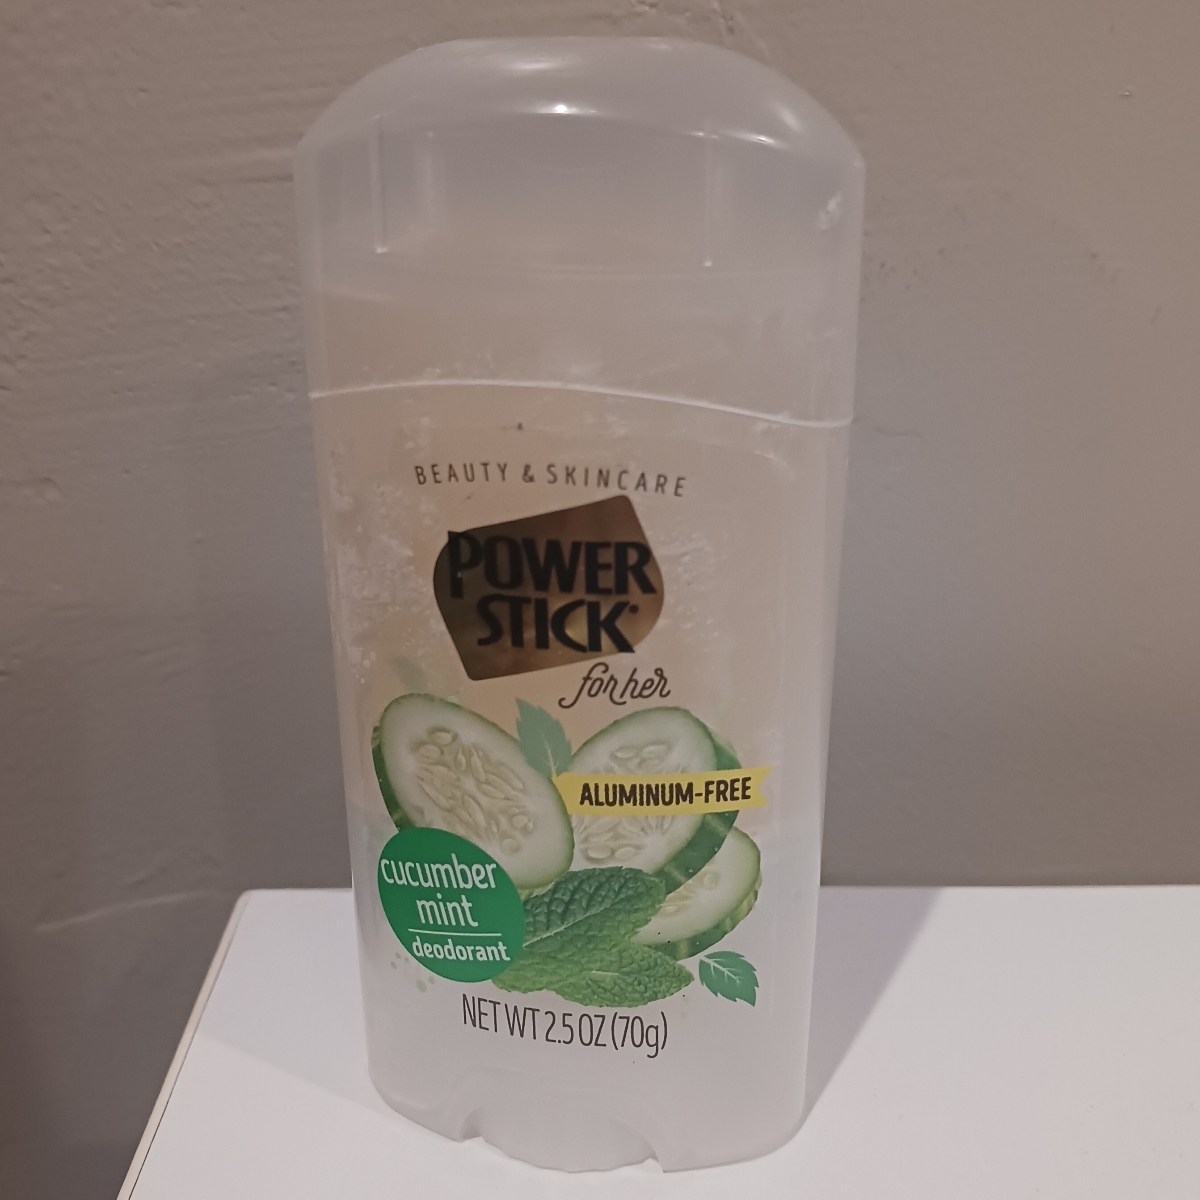 BEAUTY & SKINCARE
POWER
STICK
for her
ALUMINUM-FREE
cucumber
mint
deodorant
NET WT 2.5 OZ (70g)